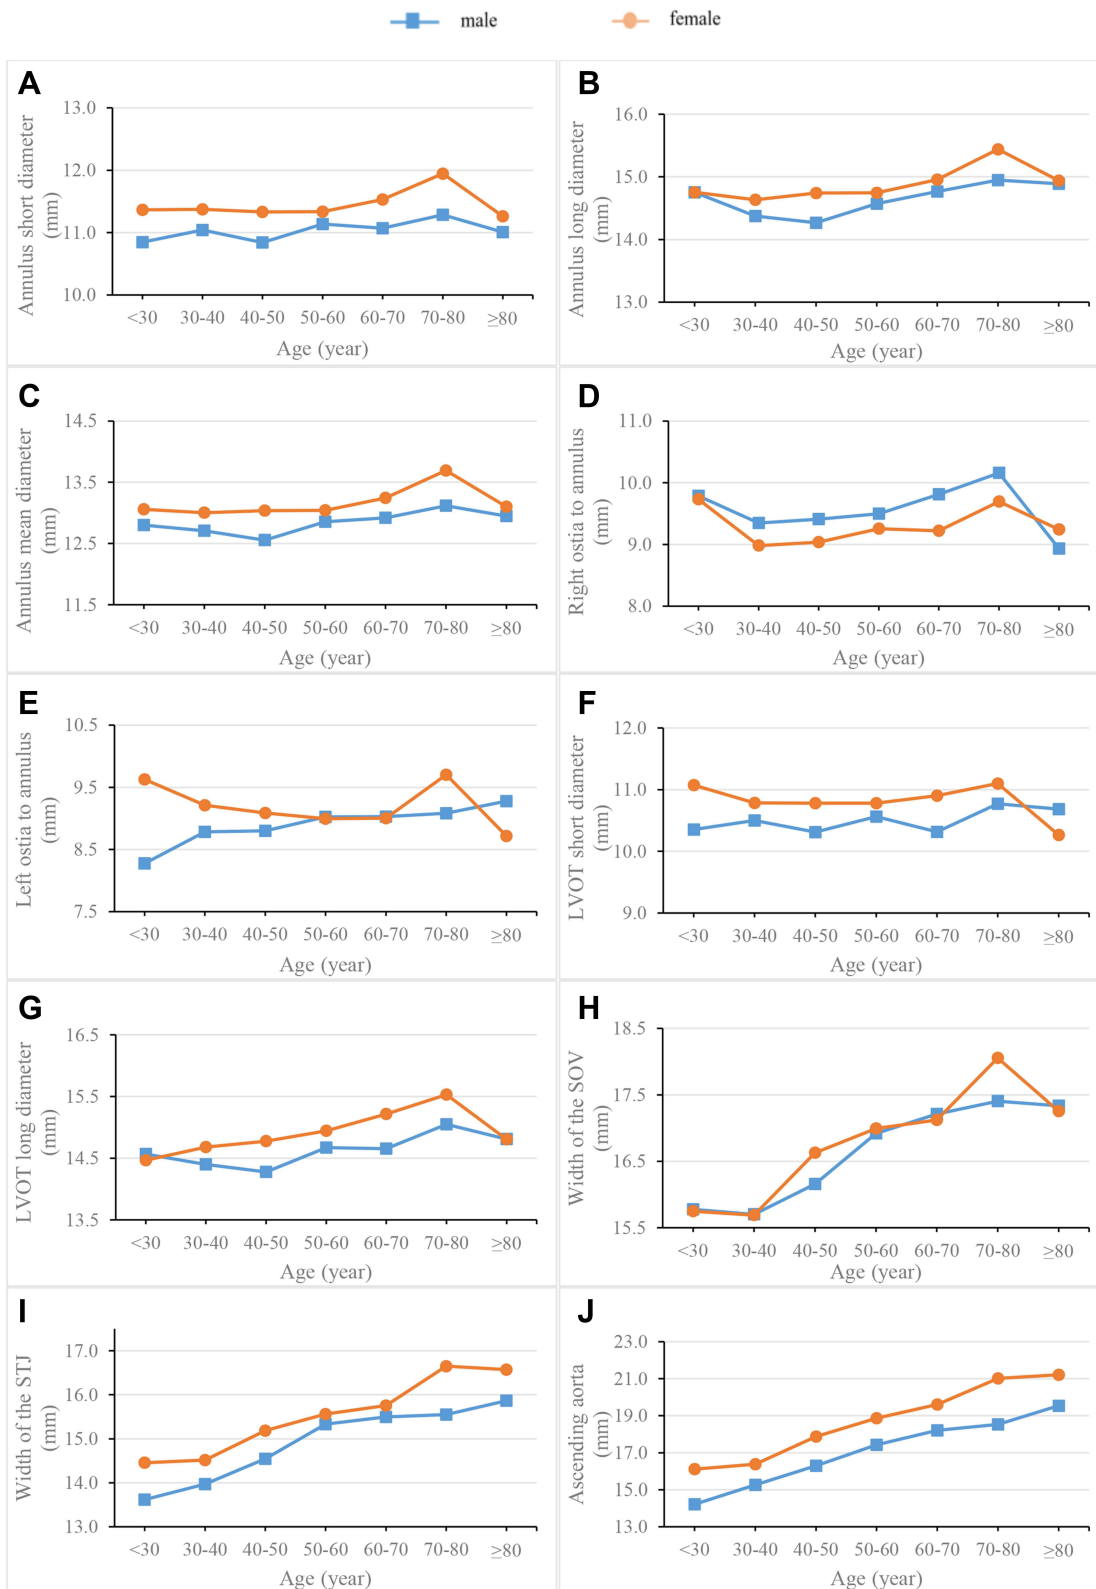 male
female
A
Annulus short diameter
(mm)
13.0
12.0
11.0
10.0
<30 30-40 40-50 50-60 60-70 70-80 ≥80
Age (year)
B
Annulus long diameter
(mm)
16.0
15.0
14.0
13.0
<30 30-40 40-50 50-60 60-70 70-80 ≥80
Age (year)
C
Annulus mean diameter
(mm)
14.5
13.5
12.5
11.5
<30 30-40 40-50 50-60 60-70 70-80 ≥80
Age (year)
D
Right ostia to annulus
(mm)
11.0
10.0
9.0
8.0
<30 30-40 40-50 50-60 60-70 70-80 ≥80
Age (year)
E
Left ostia to annulus
(mm)
10.5
9.5
8.5
7.5
<30 30-40 40-50 50-60 60-70 70-80 ≥80
Age (year)
F
LVOT short diameter
(mm)
12.0
11.0
10.0
9.0
<30 30-40 40-50 50-60 60-70 70-80 ≥80
Age (year)
G
LVOT long diameter
(mm)
16.5
15.5
14.5
13.5
<30 30-40 40-50 50-60 60-70 70-80 ≥80
Age (year)
H
Width of the SOV
(mm)
18.5
17.5
16.5
15.5
<30 30-40 40-50 50-60 60-70 70-80 ≥80
Age (year)
I
Width of the STJ
(mm)
17.0
16.0
15.0
14.0
13.0
<30 30-40 40-50 50-60 60-70 70-80 ≥80
Age (year)
J
Ascending aorta
(mm)
23.0
21.0
19.0
17.0
15.0
13.0
<30 30-40 40-50 50-60 60-70 70-80 ≥80
Age (year)